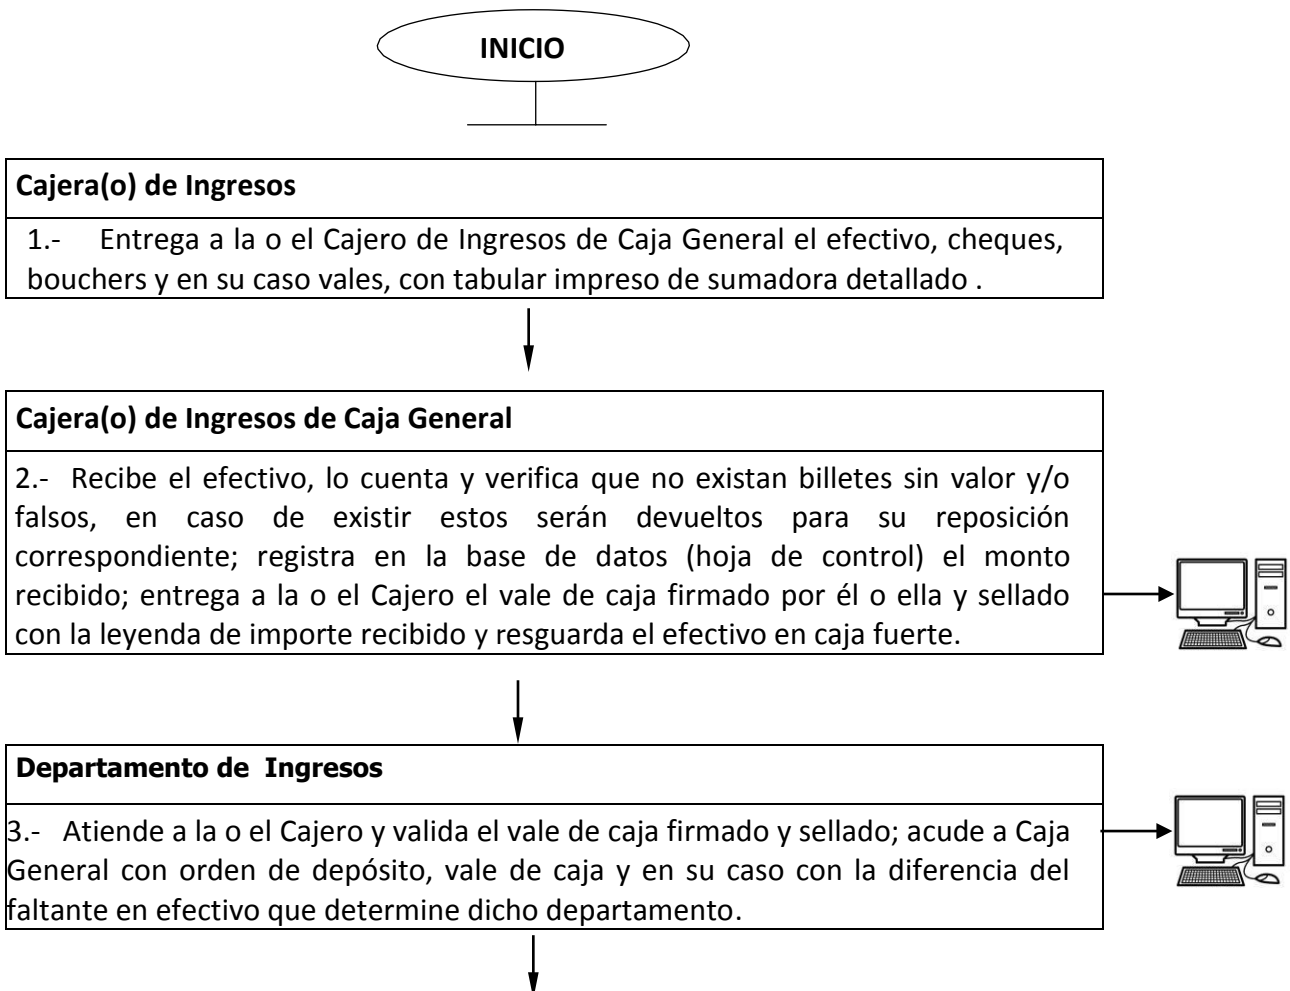 INICIO
Cajera(o) de Ingresos
1.- Entrega a la o el Cajero de Ingresos de Caja General el efectivo, cheques,
bouchers y en su caso vales, con tabular impreso de sumadora detallado .
Cajera(o) de Ingresos de Caja General
2.- Recibe el efectivo, lo cuenta y verifica que no existan billetes sin valor y/o
falsos, en caso de existir estos serán devueltos para su reposición
correspondiente; registra en la base de datos (hoja de control) el monto
recibido; entrega a la o el Cajero el vale de caja firmado por él o ella y sellado
con la leyenda de importe recibido y resguarda el efectivo en caja fuerte.
Departamento de Ingresos
3.- Atiende a la o el Cajero y valida el vale de caja firmado y sellado; acude a Caja
General con orden de depósito, vale de caja y en su caso con la diferencia del
faltante en efectivo que determine dicho departamento.